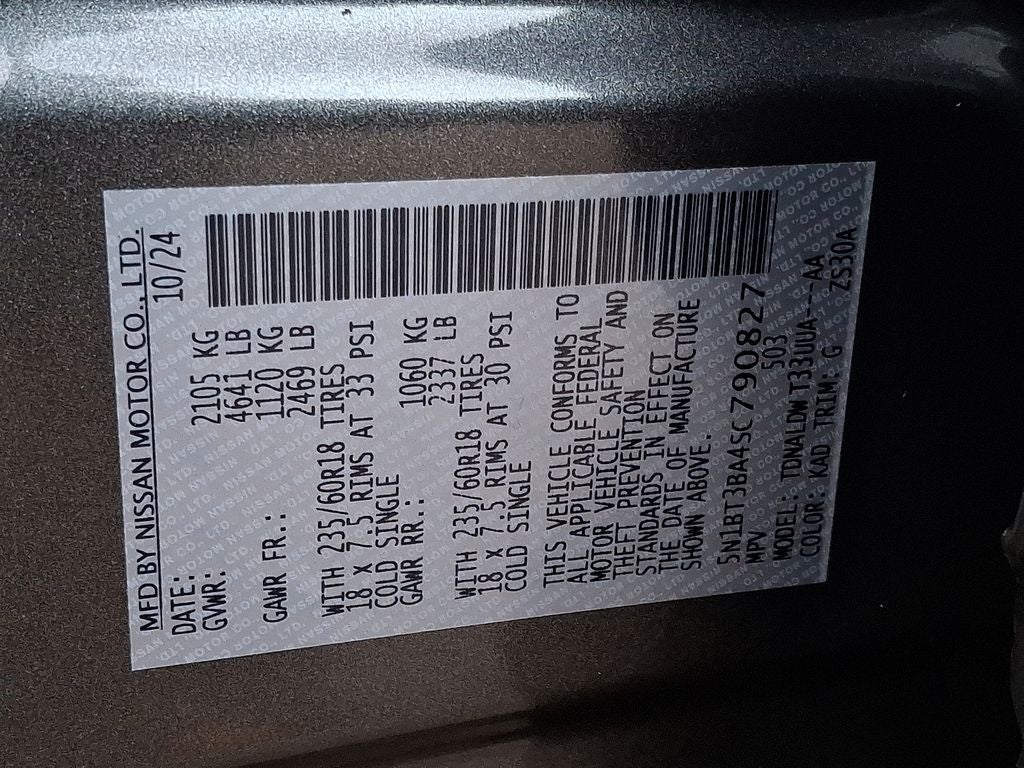 MFD BY NISSAN MOTOR CO., LTD.
DATE: 10/24
GVWR: 2105 KG
4641 LB
GAWR FR.: 1120 KG
2469 LB
WITH 235/60R18 TIRES
18 X 7.5 RIMS AT 33 PSI
COLD SINGLE
GAWR RR.: 1060 KG
2337 LB
WITH 235/60R18 TIRES
18 X 7.5 RIMS AT 30 PSI
COLD SINGLE
THIS VEHICLE CONFORMS TO
ALL APPLICABLE FEDERAL
MOTOR VEHICLE SAFETY AND
THEFT PREVENTION
STANDARDS IN EFFECT ON
THE DATE OF MANUFACTURE
SHOWN ABOVE.
5N1BT3BA4SC790827
MPV 503
MODEL: TDNALDW T33UUA---AA
COLOR: KAD TRIM: G ZS30A